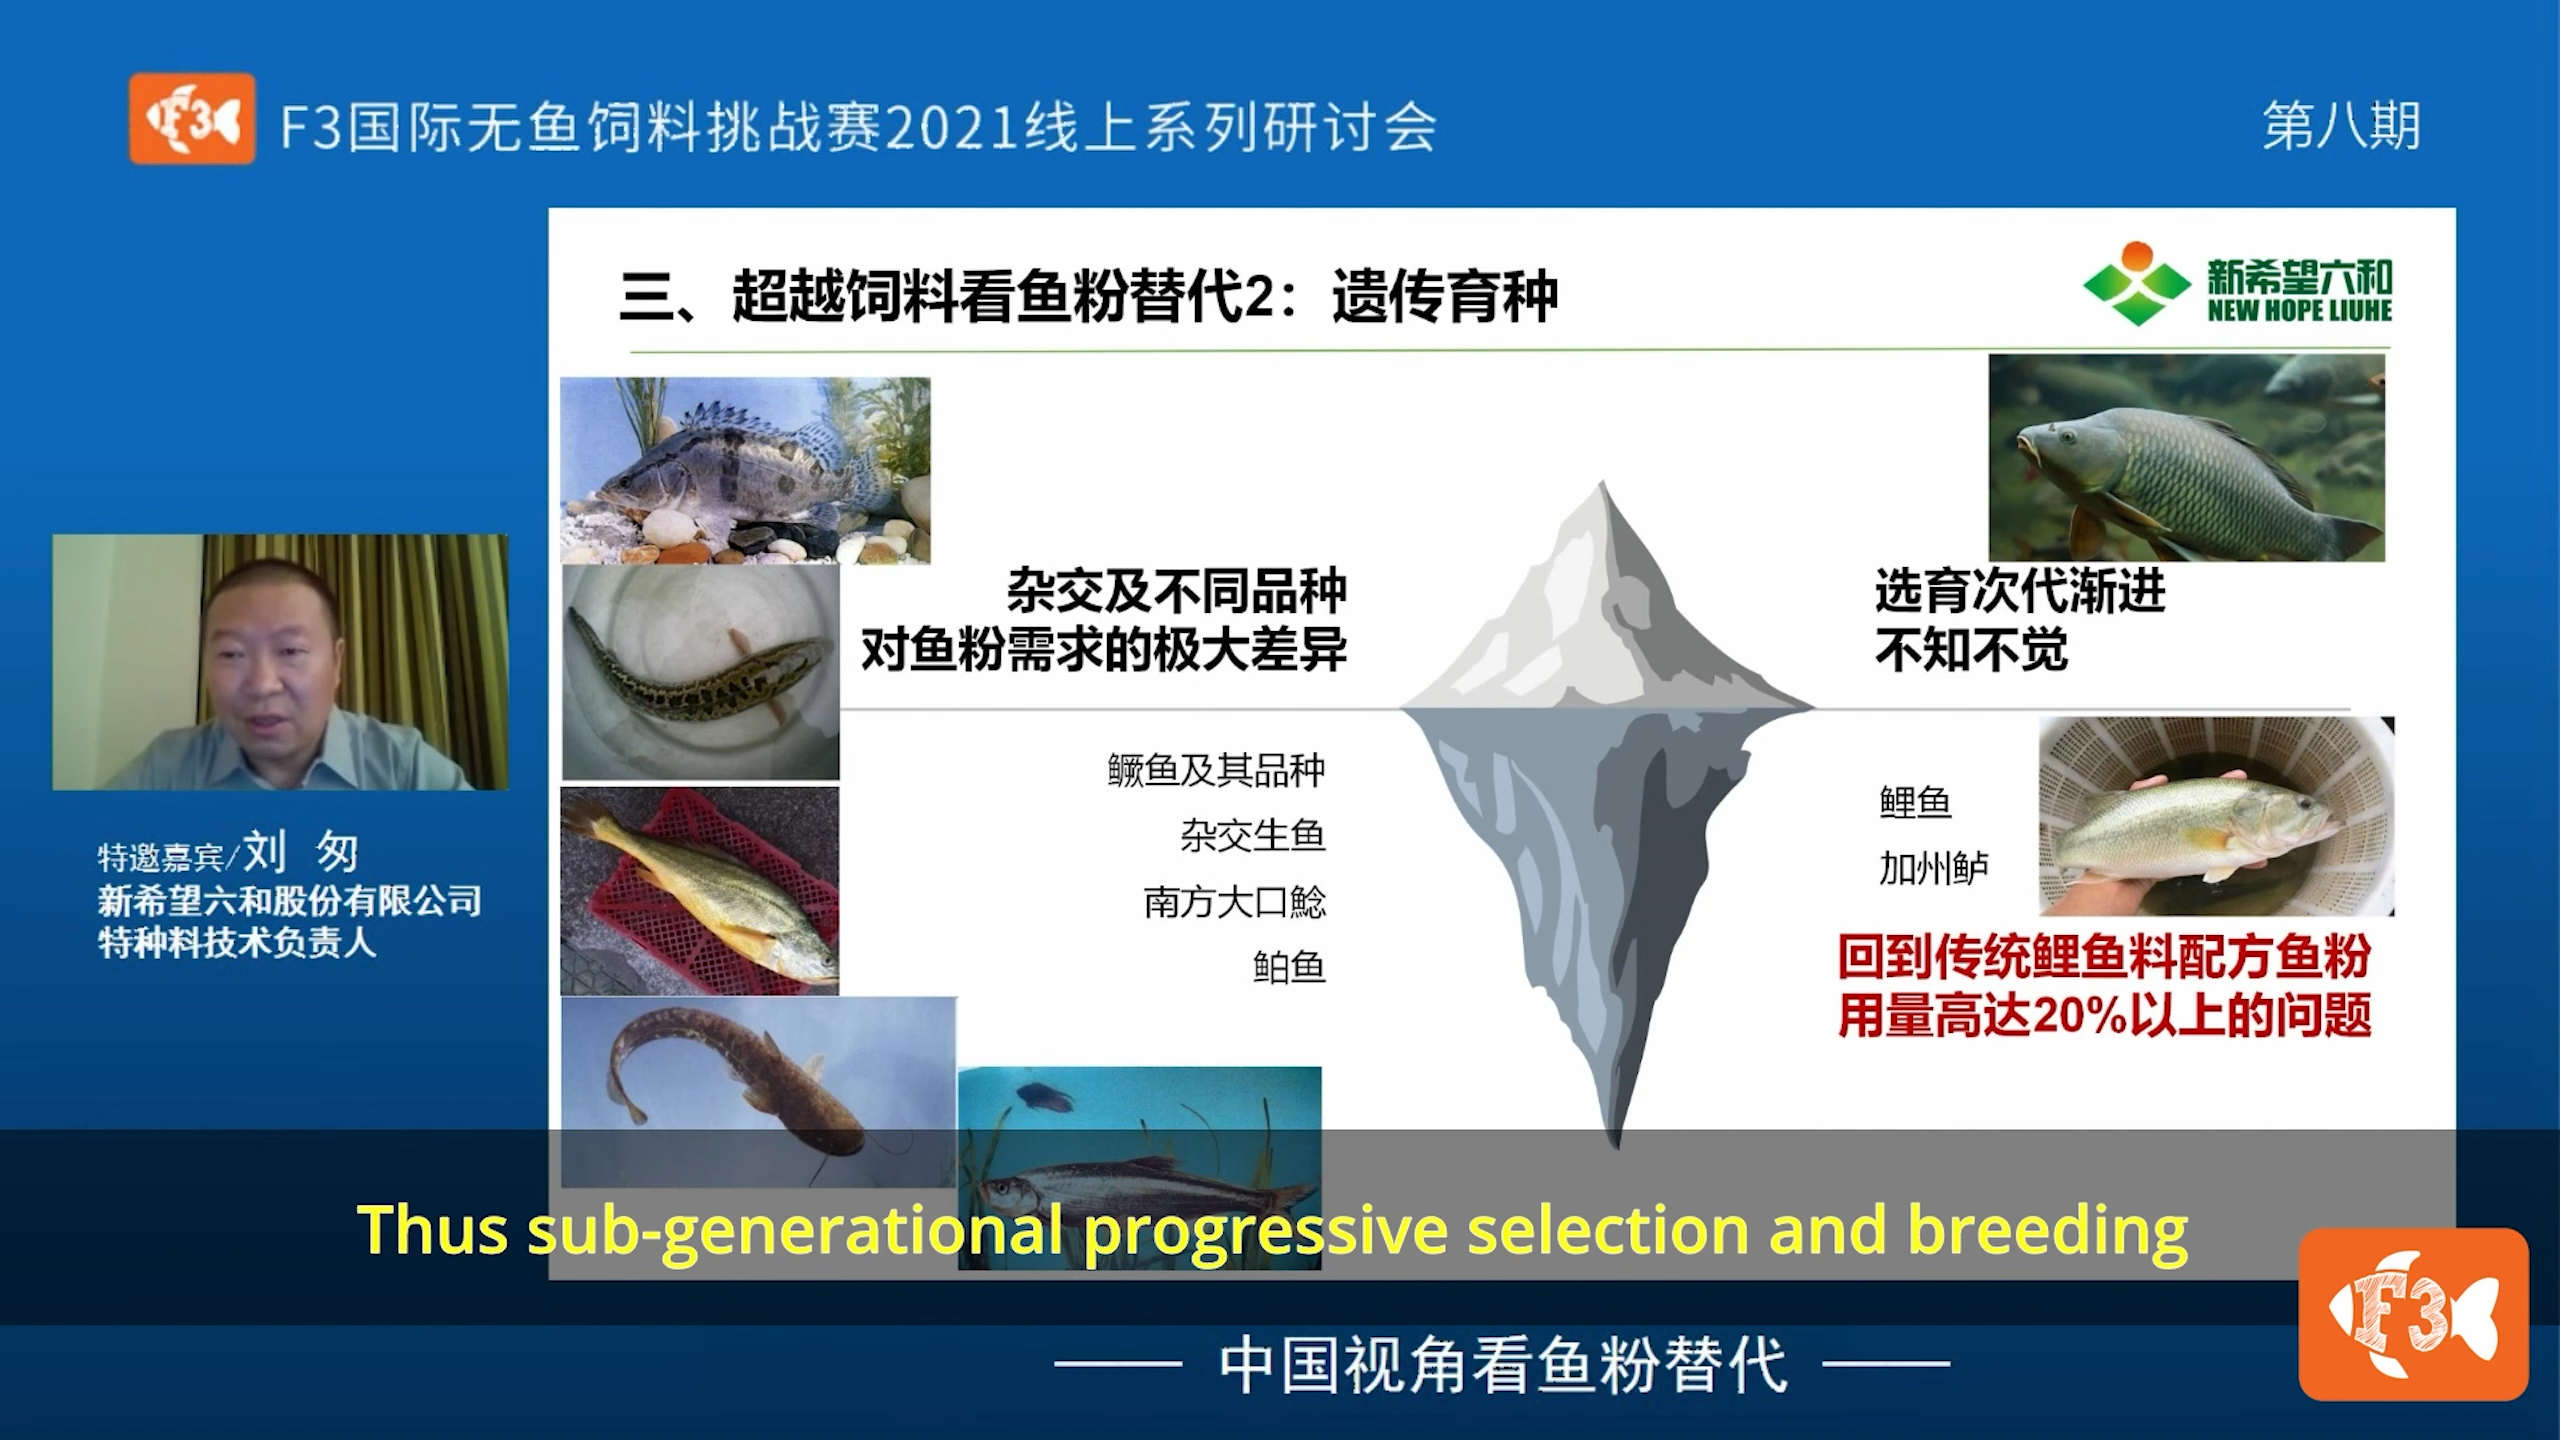 F3
F3国际无鱼饲料挑战赛2021线上系列研讨会
第八期
三、超越饲料看鱼粉替代2：遗传育种
新希望六和
NEW HOPE LIUHE
杂交及不同品种
对鱼粉需求的极大差异
选育次代渐进
不知不觉
鳜鱼及其品种
杂交生鱼
南方大口鯰
鲌鱼
鲤鱼
加州鲈
回到传统鲤鱼料配方鱼粉
用量高达20%以上的问题
特邀嘉宾/刘 匆
新希望六和股份有限公司
特种料技术负责人
Thus sub-generational progressive selection and breeding
F3
中国视角看鱼粉替代